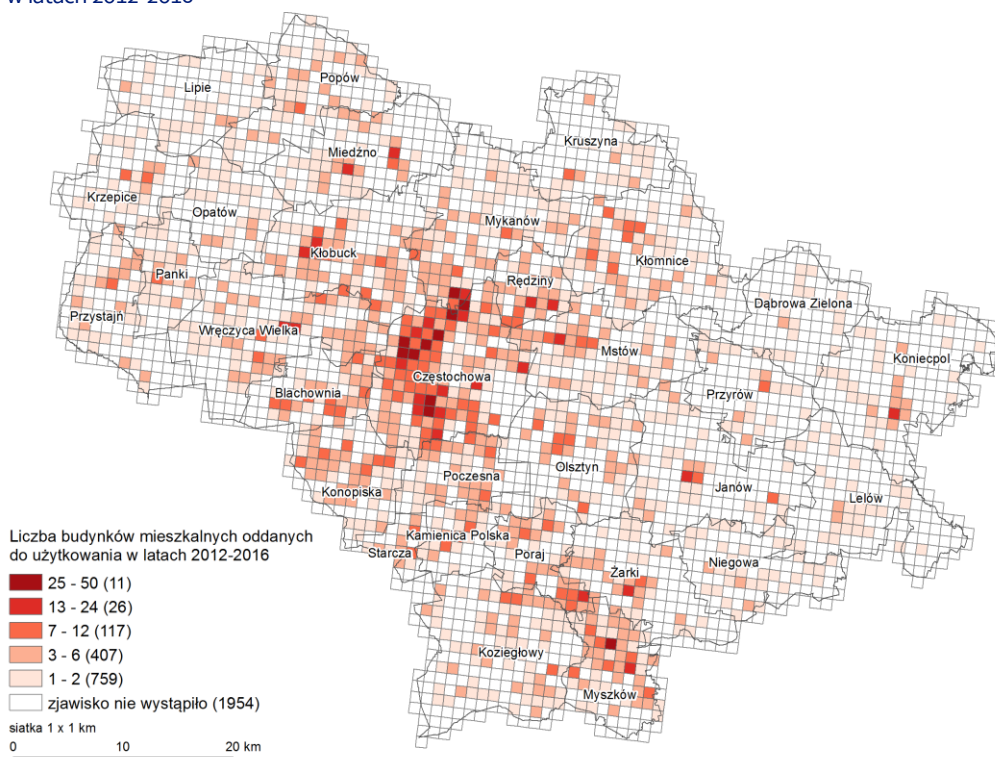 w latach 2012-2016
Popów
Lipie
Kruszyna
Miedźno
Krzepice
Opatów
Mykanów
Kłobuck
Kłomnice
Rędziny
Panki
Dąbrowa Zielona
Przystajń
Wręczyca Wielka
Mstów
Koniecpol
Częstochowa
Blachownia
Przyrów
Olsztyn
Poczesna
Janów
Konopiska
Lelów
Kamienica Polska
Starcza
Poraj
Niegowa
Żarki
Koziegłowy
Myszków
Liczba budynków mieszkalnych oddanych
do użytkowania w latach 2012-2016
25 - 50 (11)
13 - 24 (26)
7 - 12 (117)
3 - 6 (407)
1 - 2 (759)
zjawisko nie wystąpiło (1954)
siatka 1 x 1 km
0 10 20 km